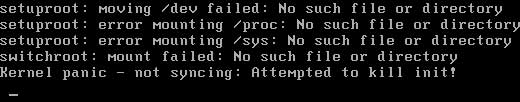 setuproot: moving /dev failed: No such file or directory
setuproot: error mounting /proc: No such file or directory
setuproot: error mounting /sys: No such file or directory
switchroot: mount failed: No such file or directory
Kernel panic - not syncing: Attempted to kill init!
_